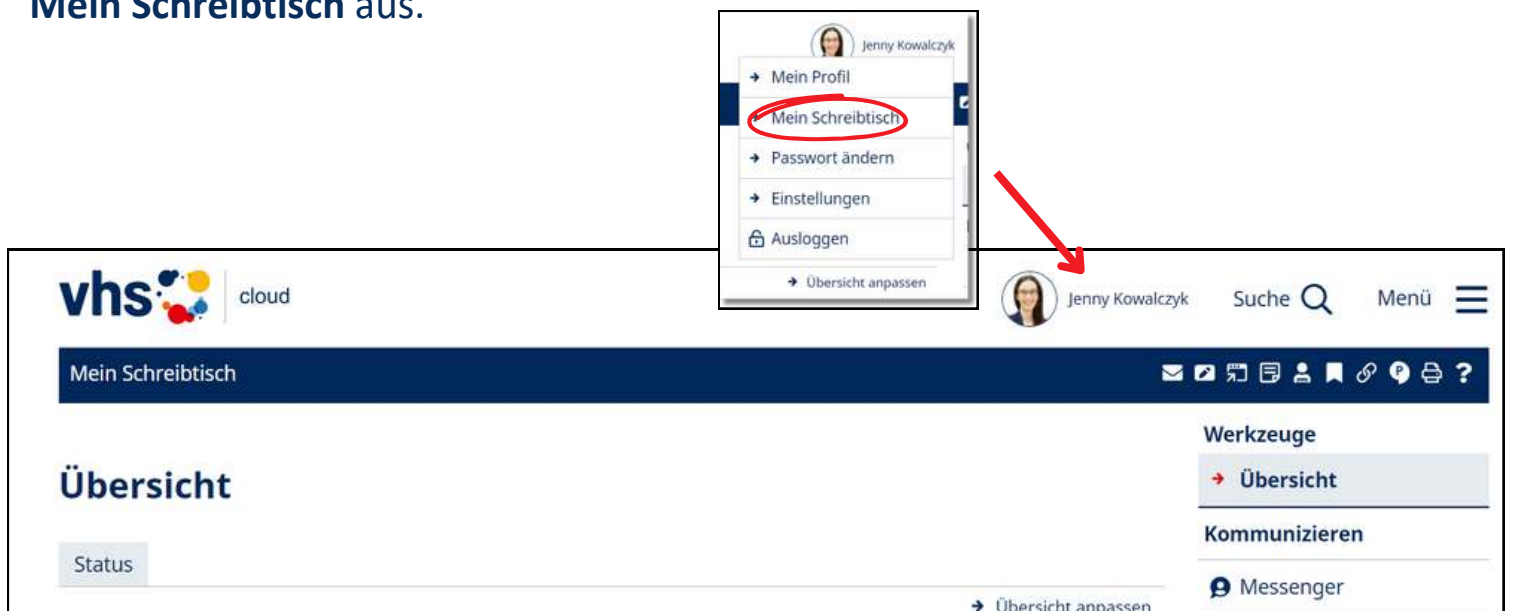 Mein Schreibtisch aus.
Jenny Kowalczyk
Mein Profil
Mein Schreibtisch
Passwort ändern
Einstellungen
Ausloggen
Übersicht anpassen
vhs cloud
Jenny Kowalczyk Suche Menü
Mein Schreibtisch
?
Werkzeuge
Übersicht
Übersicht
Kommunizieren
Status
Messenger
Übersicht anpassen